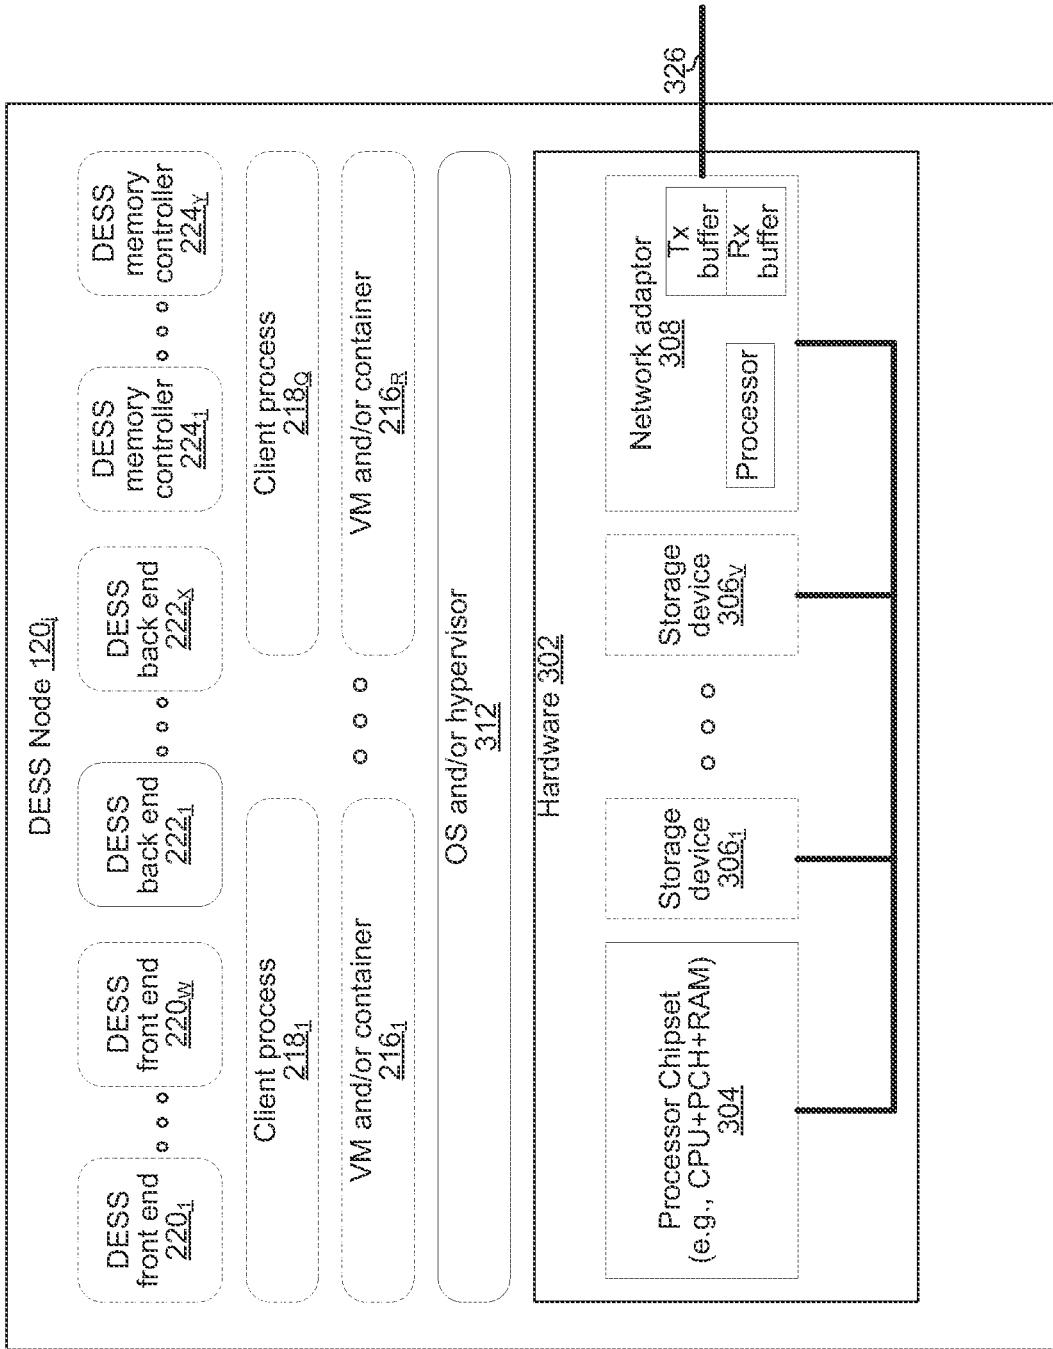 DESS Node 120j
DESS
front end
220₁
DESS
front end
220W
DESS
back end
222₁
DESS
back end
222X
DESS
memory
controller
224₁
DESS
memory
controller
224Y
Client process
218₁
Client process
218Q
VM and/or container
216₁
VM and/or container
216R
OS and/or hypervisor
312
Hardware 302
Processor Chipset
(e.g., CPU+PCH+RAM)
304
Storage
device
306₁
Storage
device
306V
Network adaptor
308
Processor
Tx
buffer
Rx
buffer
326